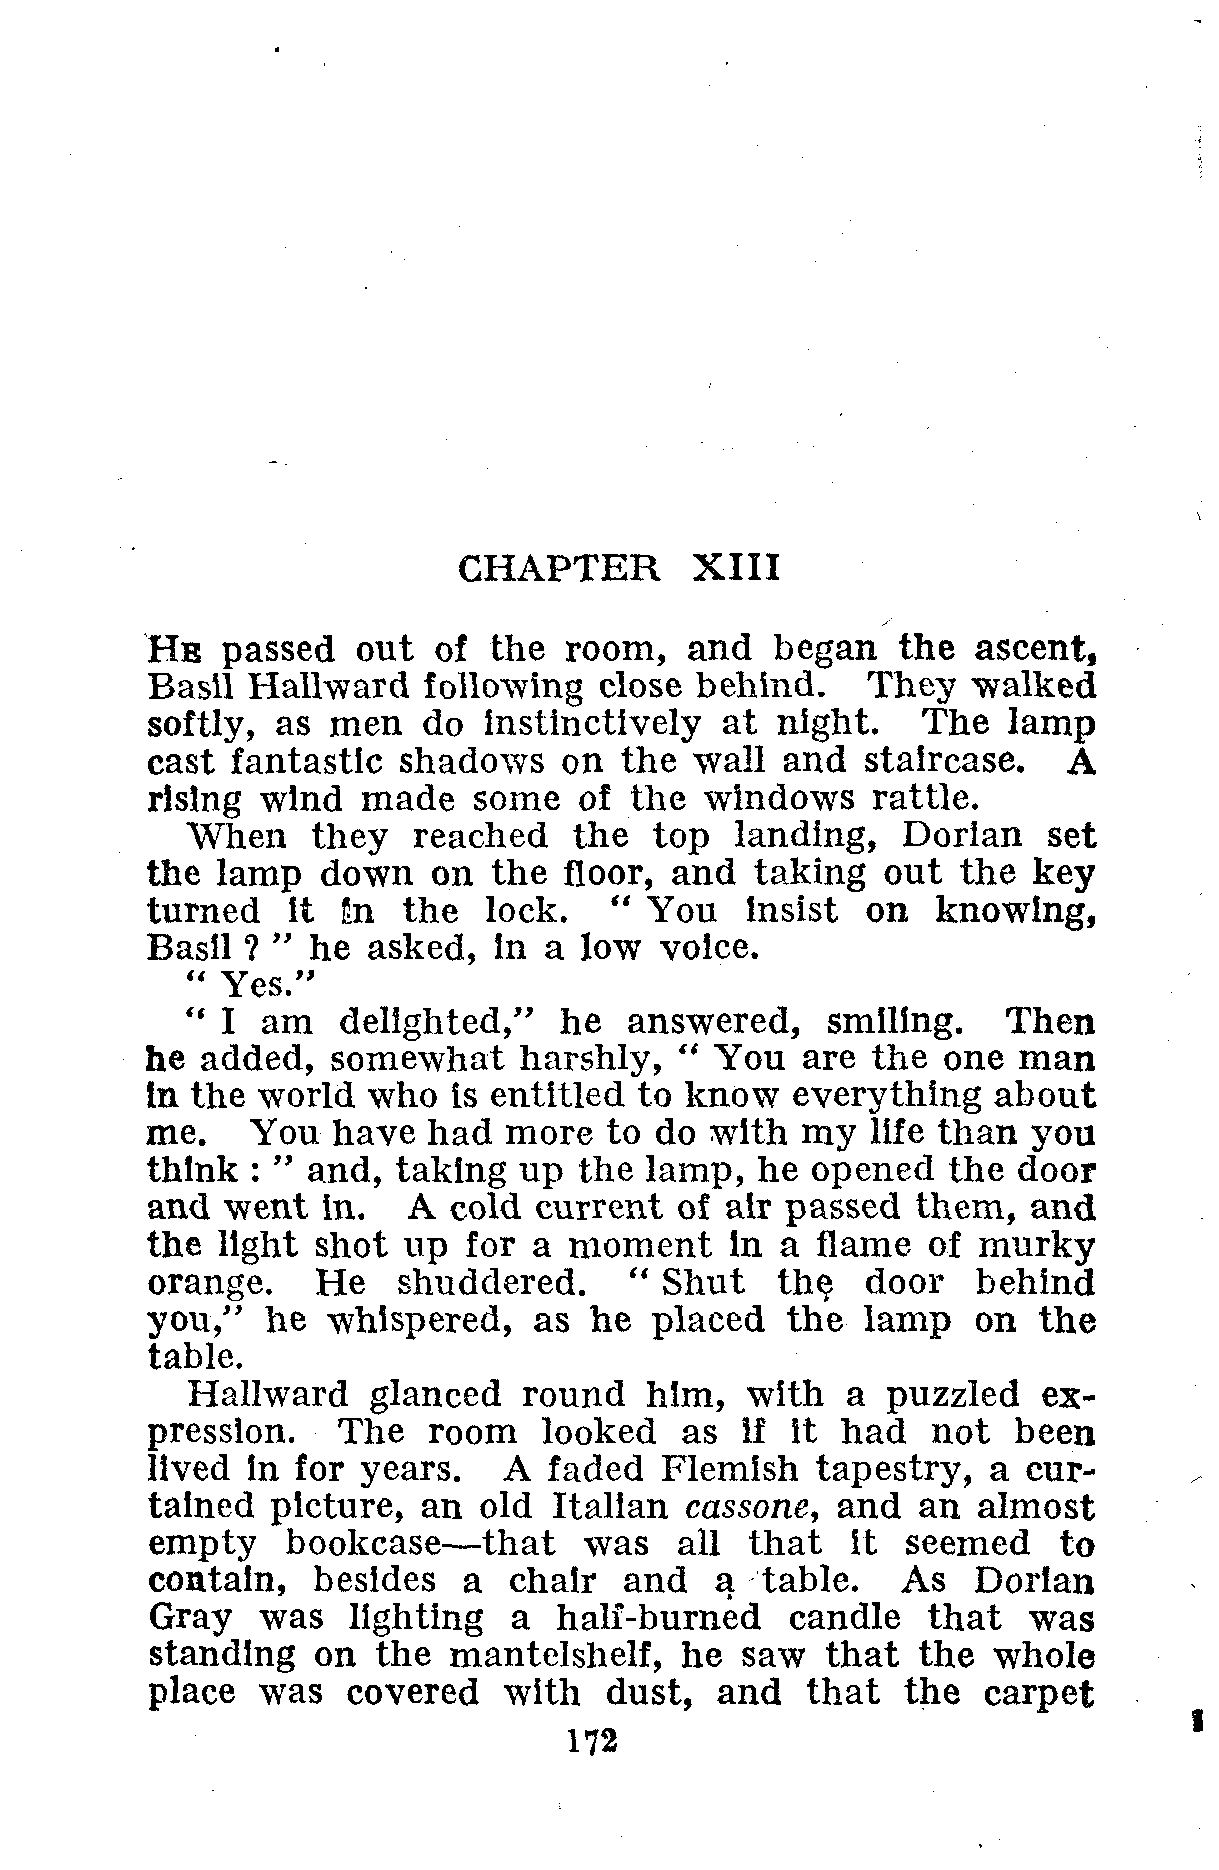 CHAPTER XIII
HE passed out of the room, and began the ascent,
Basil Hallward following close behind. They walked
softly, as men do instinctively at night. The lamp
cast fantastic shadows on the wall and staircase. A
rising wind made some of the windows rattle.
When they reached the top landing, Dorian set
the lamp down on the floor, and taking out the key
turned it in the lock. “ You insist on knowing,
Basil ? ” he asked, in a low voice.
“ Yes.”
“ I am delighted,” he answered, smiling. Then
he added, somewhat harshly, “ You are the one man
in the world who is entitled to know everything about
me. You have had more to do with my life than you
think : ” and, taking up the lamp, he opened the door
and went in. A cold current of air passed them, and
the light shot up for a moment in a flame of murky
orange. He shuddered. “ Shut the door behind
you,” he whispered, as he placed the lamp on the
table.
Hallward glanced round him, with a puzzled ex-
pression. The room looked as if it had not been
lived in for years. A faded Flemish tapestry, a cur-
tained picture, an old Italian cassone, and an almost
empty bookcase—that was all that it seemed to
contain, besides a chair and a table. As Dorian
Gray was lighting a half-burned candle that was
standing on the mantelshelf, he saw that the whole
place was covered with dust, and that the carpet
172